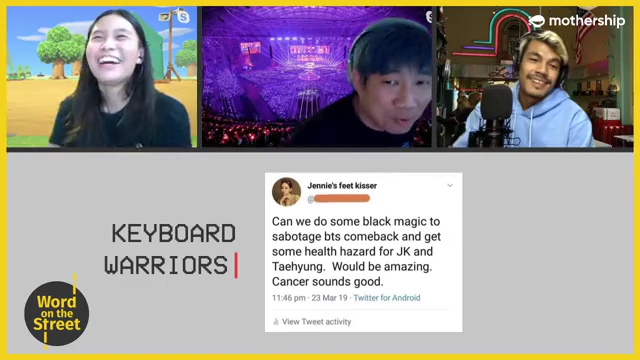 mothership
KEYBOARD
WARRIORS
Word
on the
Street
Jennie's feet kisser
@
Can we do some black magic to
sabotage bts comeback and get
some health hazard for JK and
Taehyung. Would be amazing.
Cancer sounds good.
11:46 pm · 23 Mar 19 · Twitter for Android
View Tweet activity